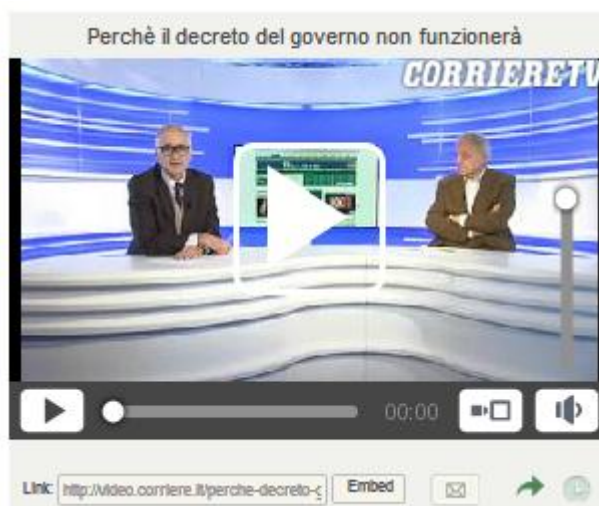 Perchè il decreto del governo non funzionerà
CORRIERETV
00:00
Link: http://video.corriere.it/perche-decreto-g Embed